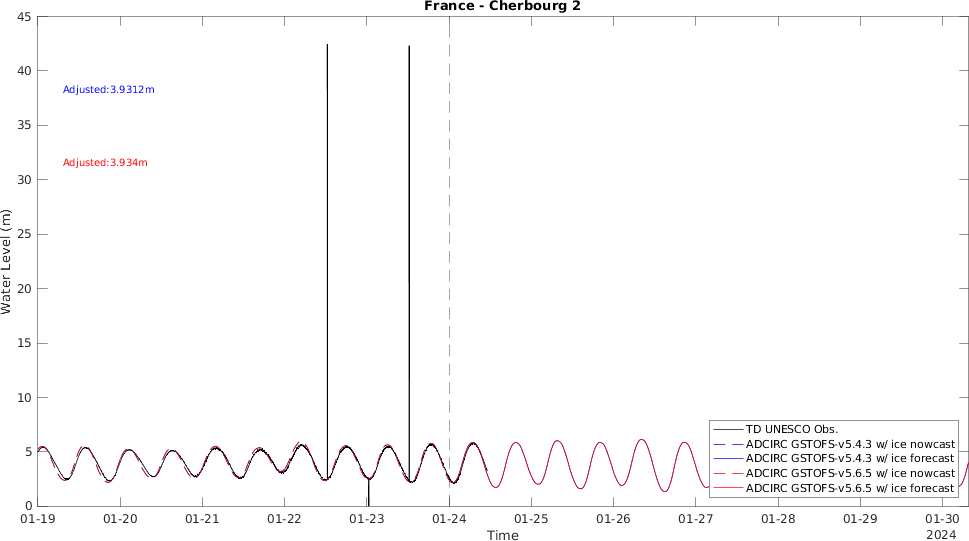 France - Cherbourg 2
45
40
35
30
25
20
15
10
5
0
Water Level (m)
Adjusted:3.9312m
Adjusted:3.934m
TD UNESCO Obs.
ADCIRC GSTOFS-v5.4.3 w/ ice nowcast
ADCIRC GSTOFS-v5.4.3 w/ ice forecast
ADCIRC GSTOFS-v5.6.5 w/ ice nowcast
ADCIRC GSTOFS-v5.6.5 w/ ice forecast
01-19 01-20 01-21 01-22 01-23 01-24 01-25 01-26 01-27 01-28 01-29 01-30
Time
2024